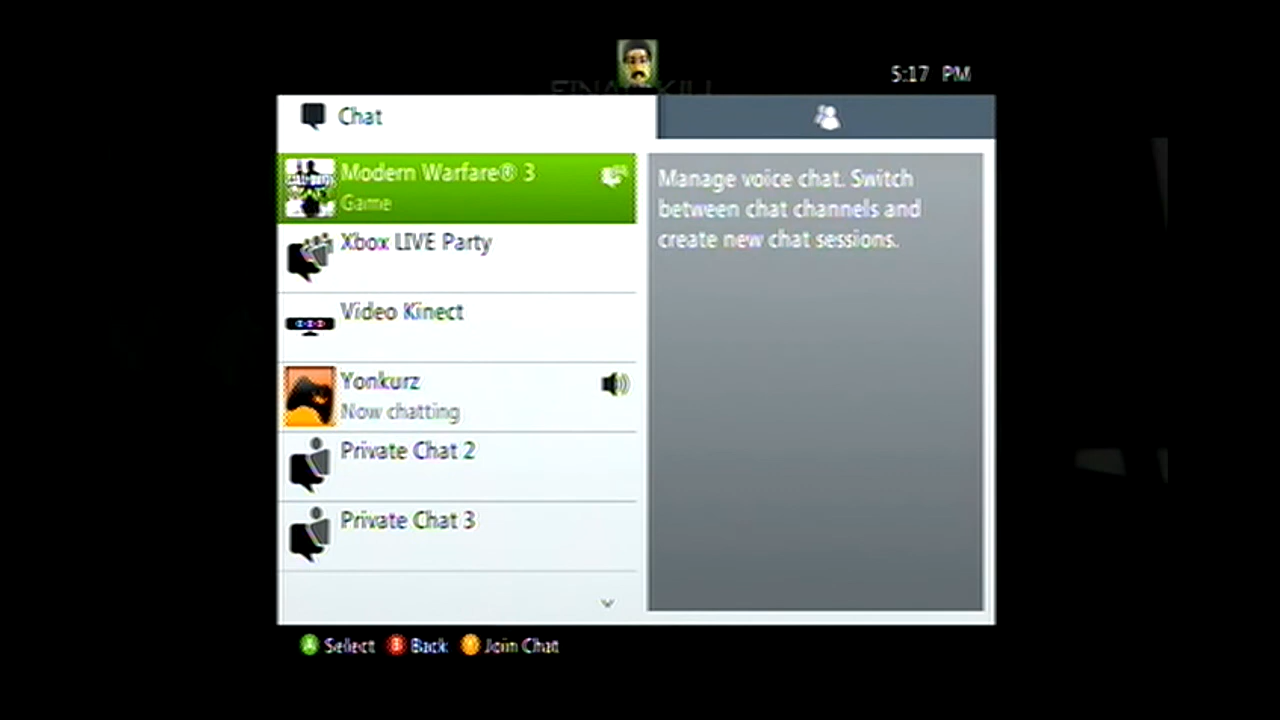 FINAL KILL
5:17 PM
Chat
Modern Warfare® 3
Game
Xbox LIVE Party
Video Kinect
Yonkurz
Now chatting
Private Chat 2
Private Chat 3
Manage voice chat. Switch
between chat channels and
create new chat sessions.
A Select B Back Y Join Chat